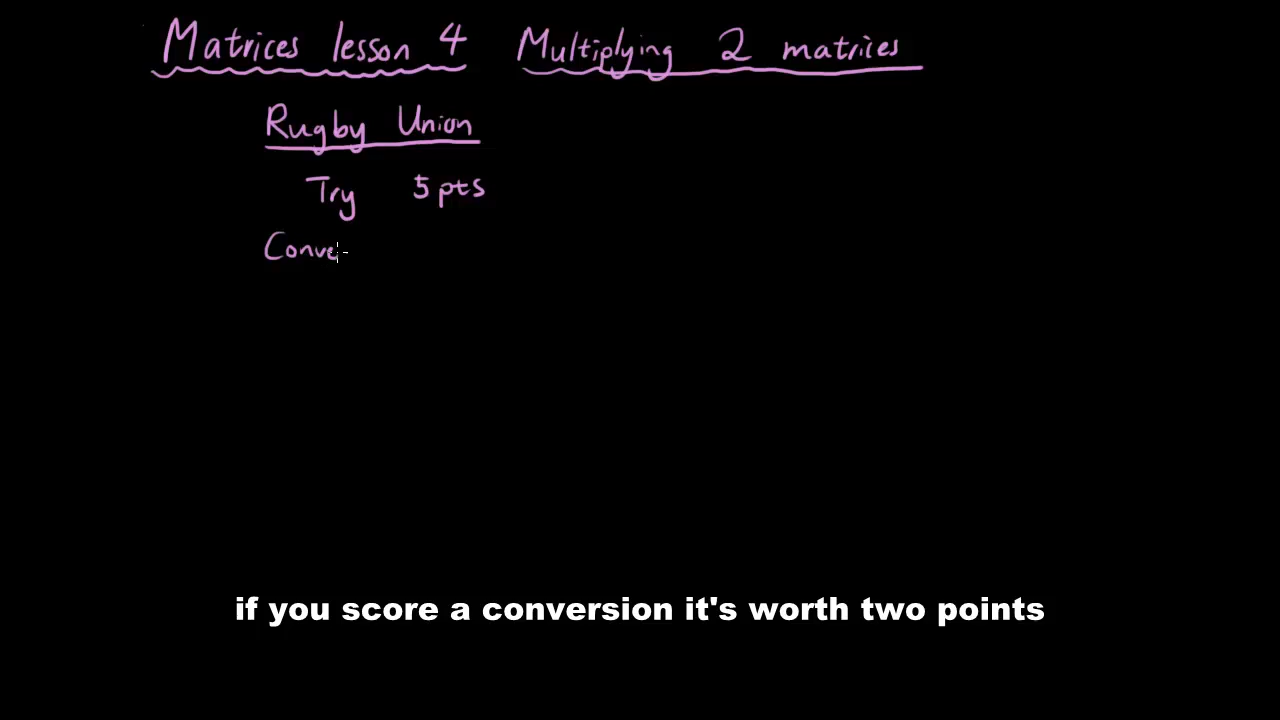 Matrices lesson 4 Multiplying 2 matrices
Rugby Union
Try 5 pts
Conve
if you score a conversion it's worth two points